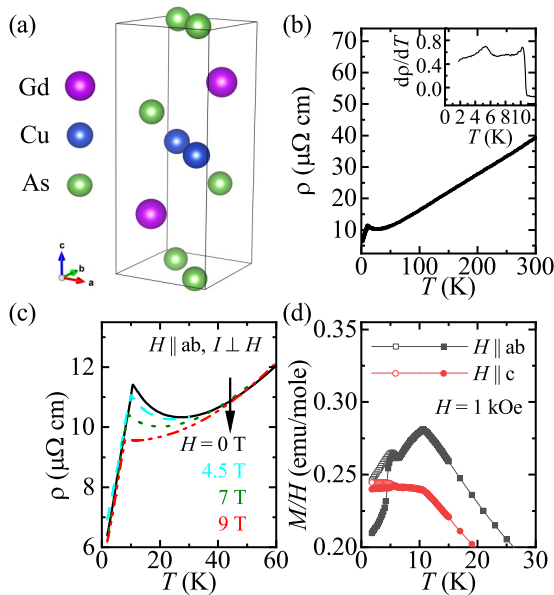 (a)
Gd
Cu
As
c
b
a
(b)
70
60
50
40
30
20
10
ρ (μΩ cm)
0
100
200
300
T (K)
dρ/dT
0.8
0.4
0.0
0 2 4 6 8 10
T (K)
(c)
H || ab, I ⊥ H
12
10
8
6
ρ (μΩ cm)
H = 0 T
4.5 T
7 T
9 T
0
20
40
60
T (K)
(d)
0.35
0.30
0.25
0.20
M/H (emu/mole)
H || ab
H || c
H = 1 kOe
0
10
20
30
T (K)